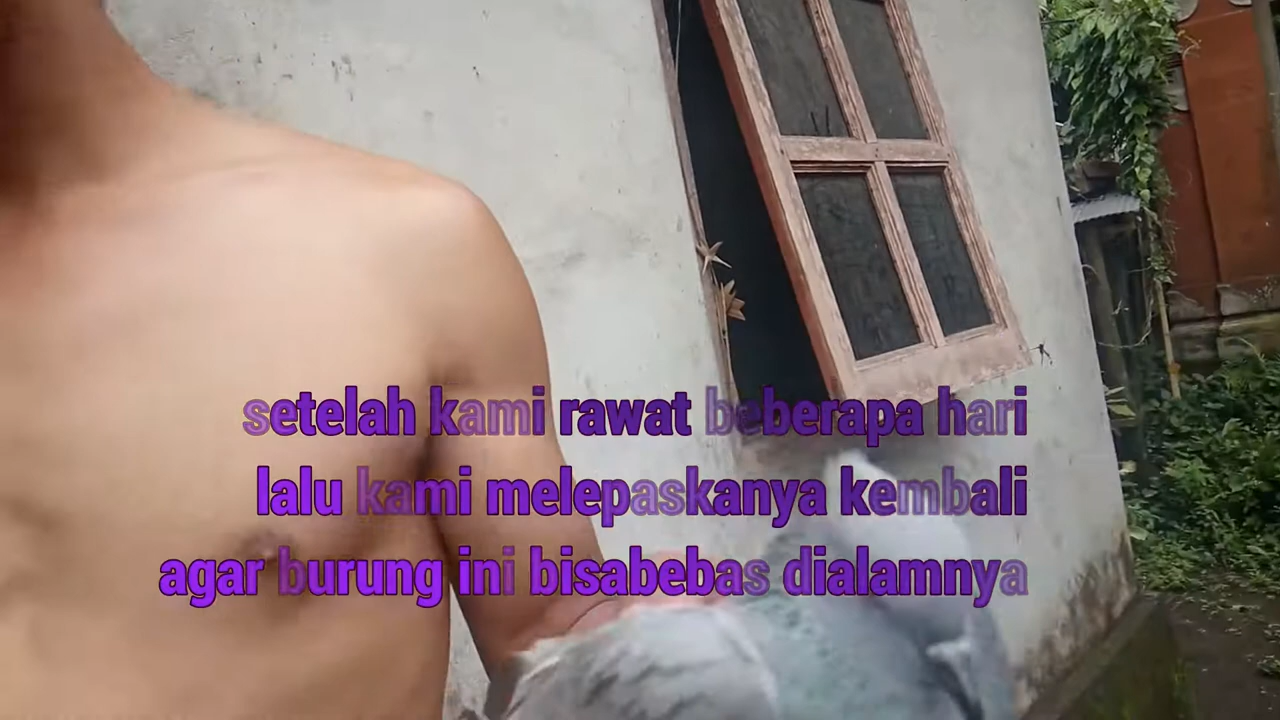 setelah kami rawat beberapa hari
lalu kami melepaskanya kembali
agar burung ini bisabebas dialamnya